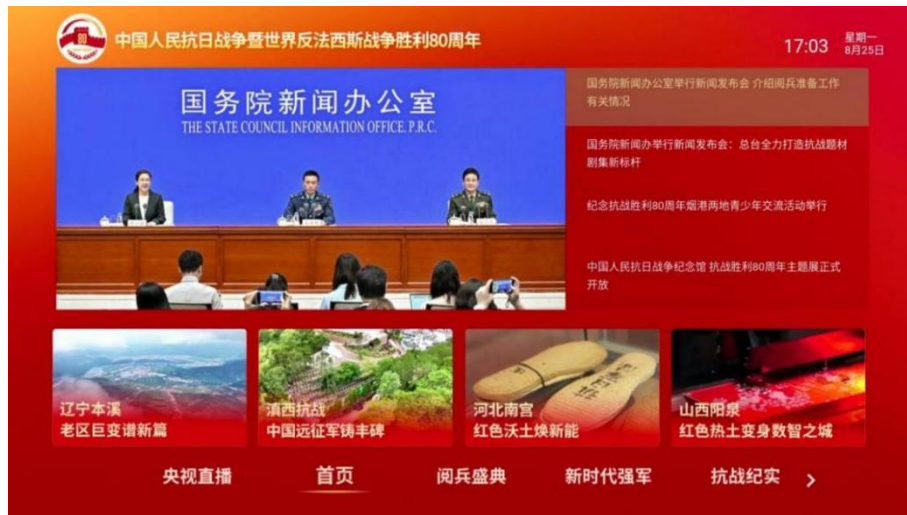 80
中国人民抗日战争暨世界反法西斯战争胜利80周年
17:03
星期一
8月25日
国务院新闻办公室
THE STATE COUNCIL INFORMATION OFFICE, P.R.C.
国务院新闻办公室举行新闻发布会 介绍阅兵准备工作
有关情况
国务院新闻办举行新闻发布会：总台全力打造抗战题材
剧集新标杆
纪念抗战胜利80周年烟港两地青少年交流活动举行
中国人民抗日战争纪念馆 抗战胜利80周年主题展正式
开放
辽宁本溪
老区巨变谱新篇
滇西抗战
中国远征军铸丰碑
河北南宫
红色沃土焕新能
山西阳泉
红色热土变身数智之城
央视直播
首页
阅兵盛典
新时代强军
抗战纪实